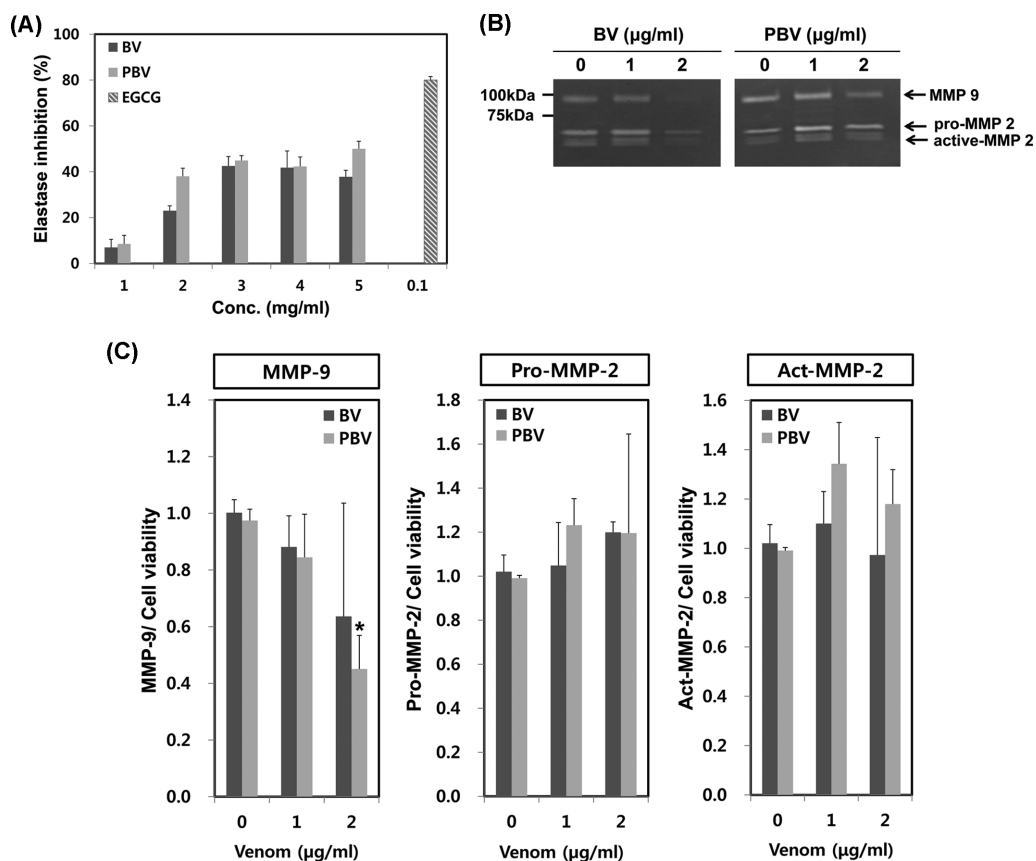 (A)
100
80
60
40
20
0
Elastase inhibition (%)
BV
PBV
EGCG
1 2 3 4 5 0.1
Conc. (mg/ml)
(B)
BV (μg/ml) PBV (μg/ml)
0 1 2 0 1 2
100kDa
75kDa
MMP 9
pro-MMP 2
active-MMP 2
(C)
MMP-9
1.4
1.2
1.0
0.8
0.6
0.4
0.2
0.0
MMP-9/ Cell viability
BV
PBV
*
0 1 2
Venom (μg/ml)
Pro-MMP-2
1.8
1.6
1.4
1.2
1.0
0.8
0.6
0.4
0.2
0.0
Pro-MMP-2/ Cell viability
BV
PBV
0 1 2
Venom (μg/ml)
Act-MMP-2
1.6
1.4
1.2
1.0
0.8
0.6
0.4
0.2
0.0
Act-MMP-2/ Cell viability
BV
PBV
0 1 2
Venom (μg/ml)